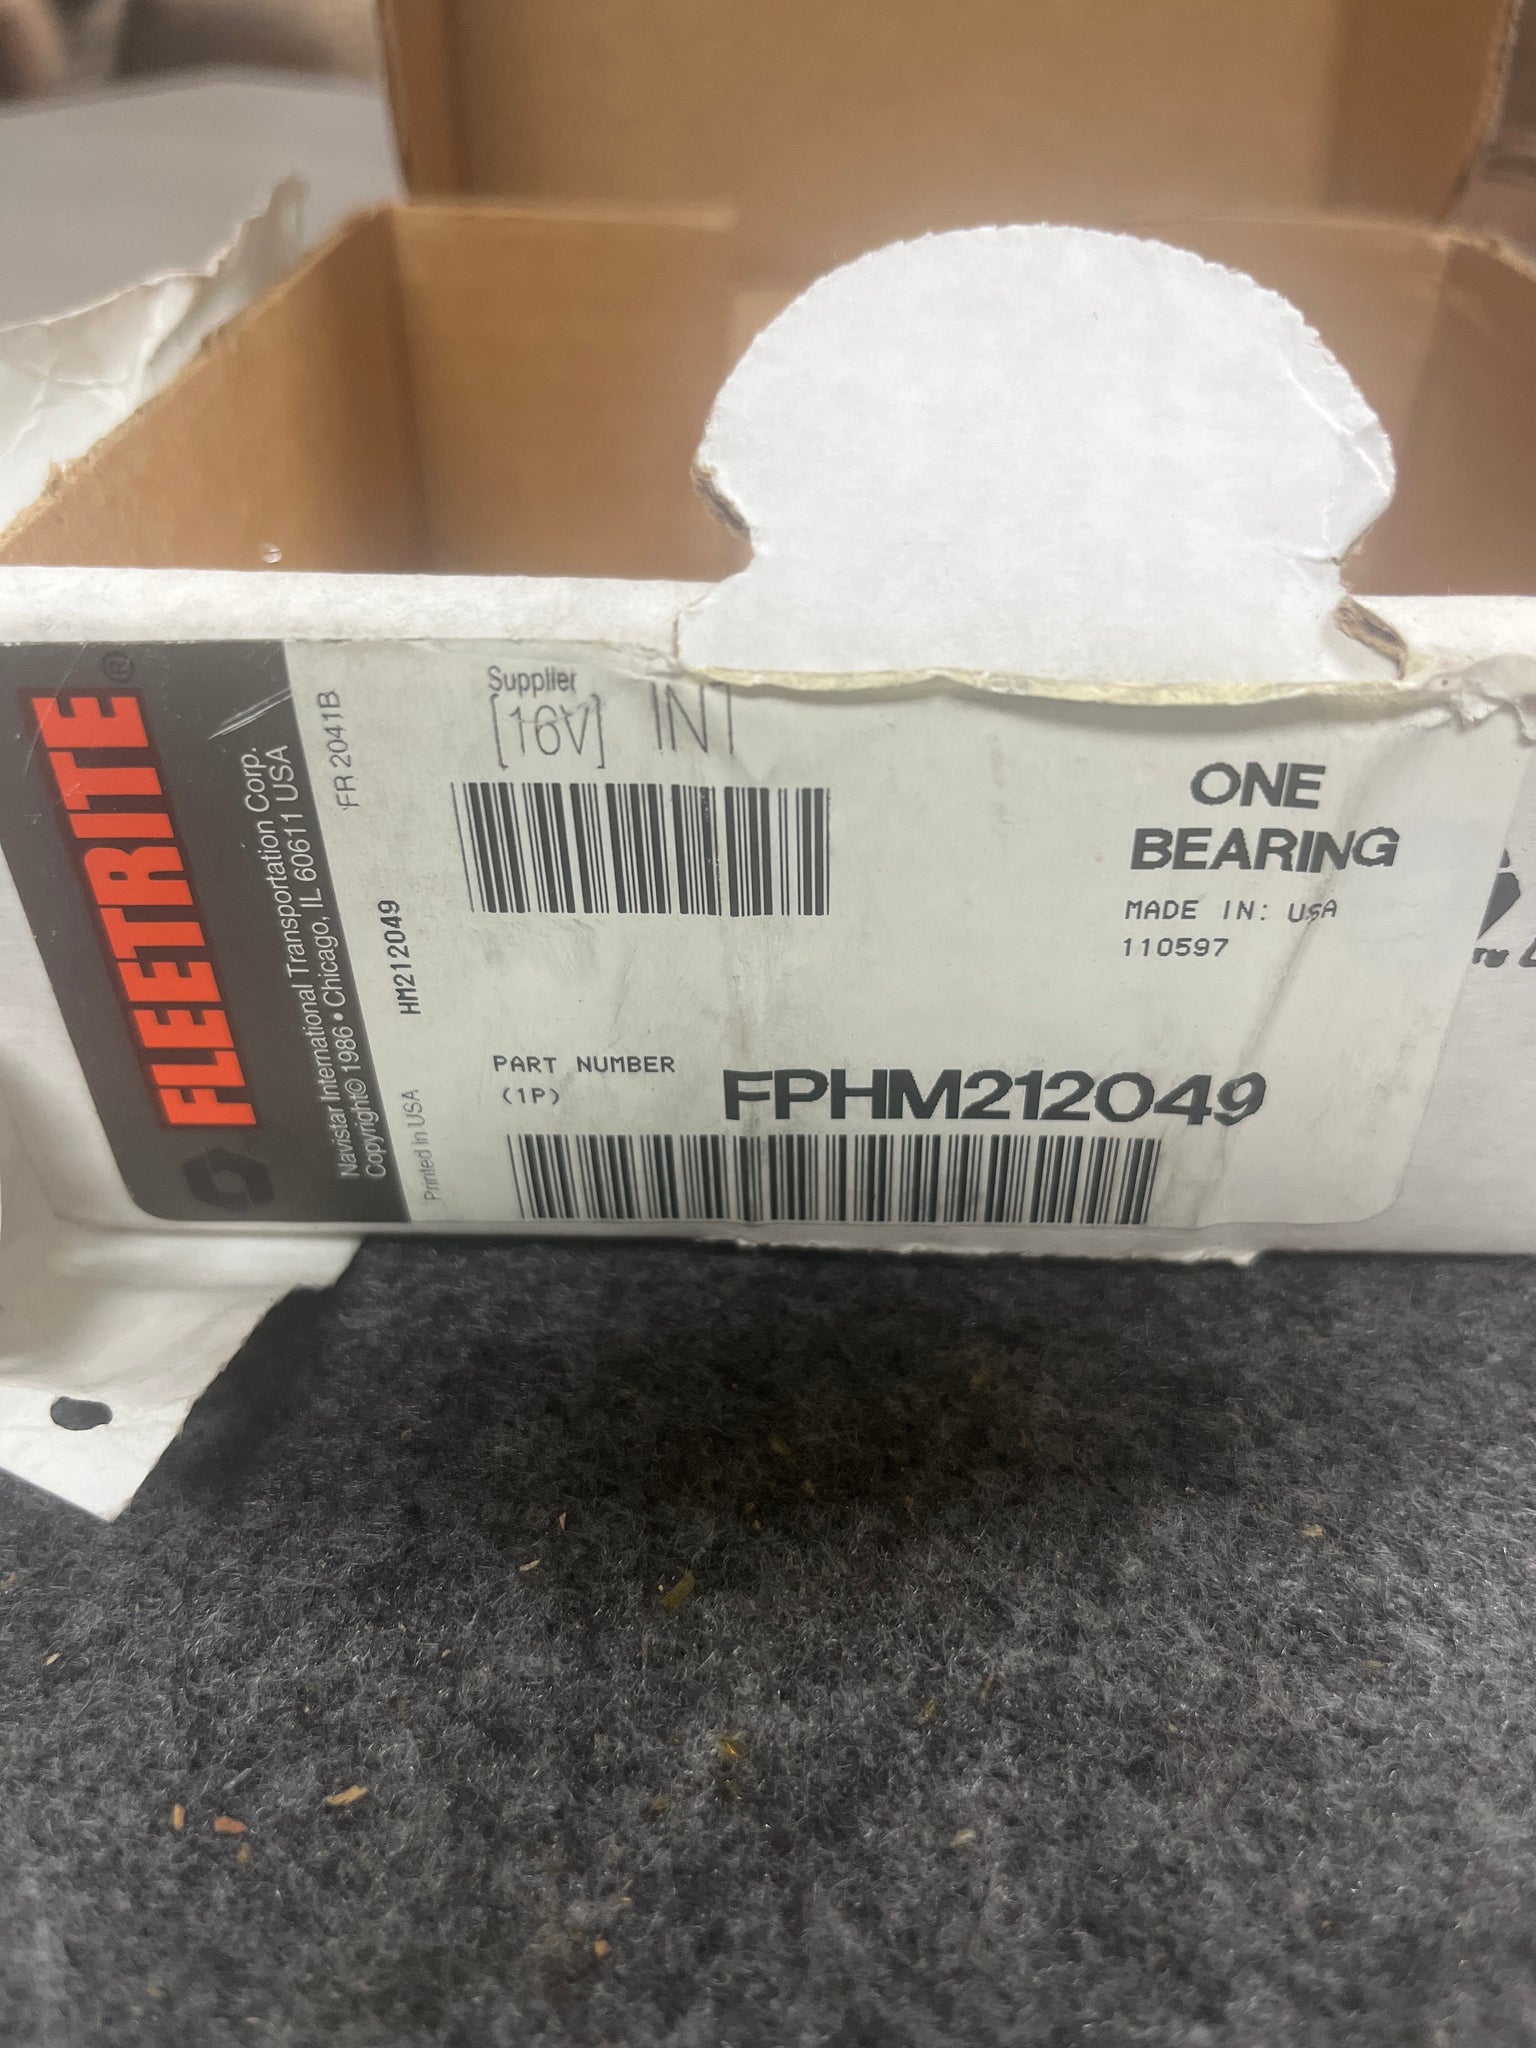 FLEETRITE®
Navistar International Transportation Corp.
Copyright© 1986 • Chicago, IL 60611 USA
FR 2041B
HM212049
Printed in USA
Supplier
[16V] INT
ONE
BEARING
MADE IN: USA
110597
PART NUMBER
(1P)
FPHM212049